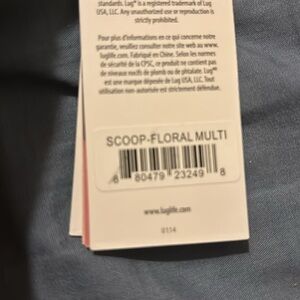 standards. Lug® is a registered trademark of Lug
USA, LLC. Any unauthorized use or reproduction is
strictly prohibited.
Pour plus d'informations en ce qui concerne notre
garantie, veuillez consulter notre site web au www.
luglife.com. Fabriqué en Chine. Selon les normes
de sécurité de la CPSC, ce produit ne contient pas
de niveaux nocifs de plomb ou de phtalate. Lug®
est une marque déposée de Lug USA, LLC. Tout
utilisation non-autorisée est strictement défendue.
SCOOP-FLORAL MULTI
8 80479 23249 8
www.luglife.com
0114